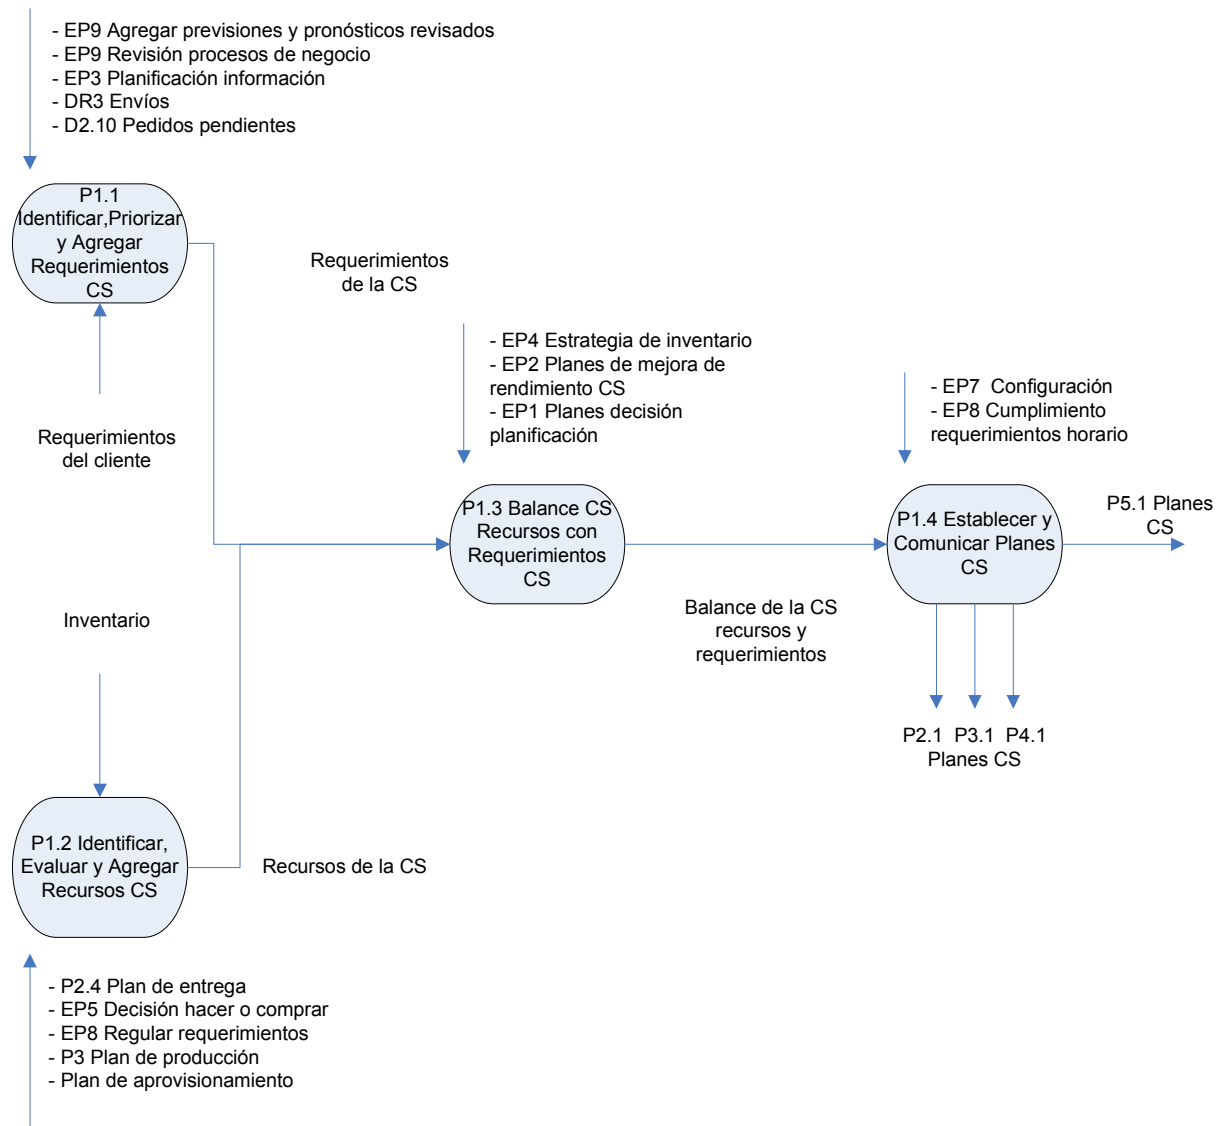 - EP9 Agregar previsiones y pronósticos revisados
- EP9 Revisión procesos de negocio
- EP3 Planificación información
- DR3 Envíos
- D2.10 Pedidos pendientes
P1.1
Identificar,Priorizar
y Agregar
Requerimientos
CS
Requerimientos
de la CS
- EP4 Estrategia de inventario
- EP2 Planes de mejora de
rendimiento CS
- EP1 Planes decisión
planificación
- EP7  Configuración
- EP8 Cumplimiento
requerimientos horario
Requerimientos
del cliente
P1.3 Balance CS
Recursos con
Requerimientos
CS
P1.4 Establecer y
Comunicar Planes
CS
P5.1 Planes
CS
Inventario
Balance de la CS
recursos y
requerimientos
P2.1  P3.1  P4.1
Planes CS
P1.2 Identificar,
Evaluar y Agregar
Recursos CS
Recursos de la CS
- P2.4 Plan de entrega
- EP5 Decisión hacer o comprar
- EP8 Regular requerimientos
- P3 Plan de producción
- Plan de aprovisionamiento